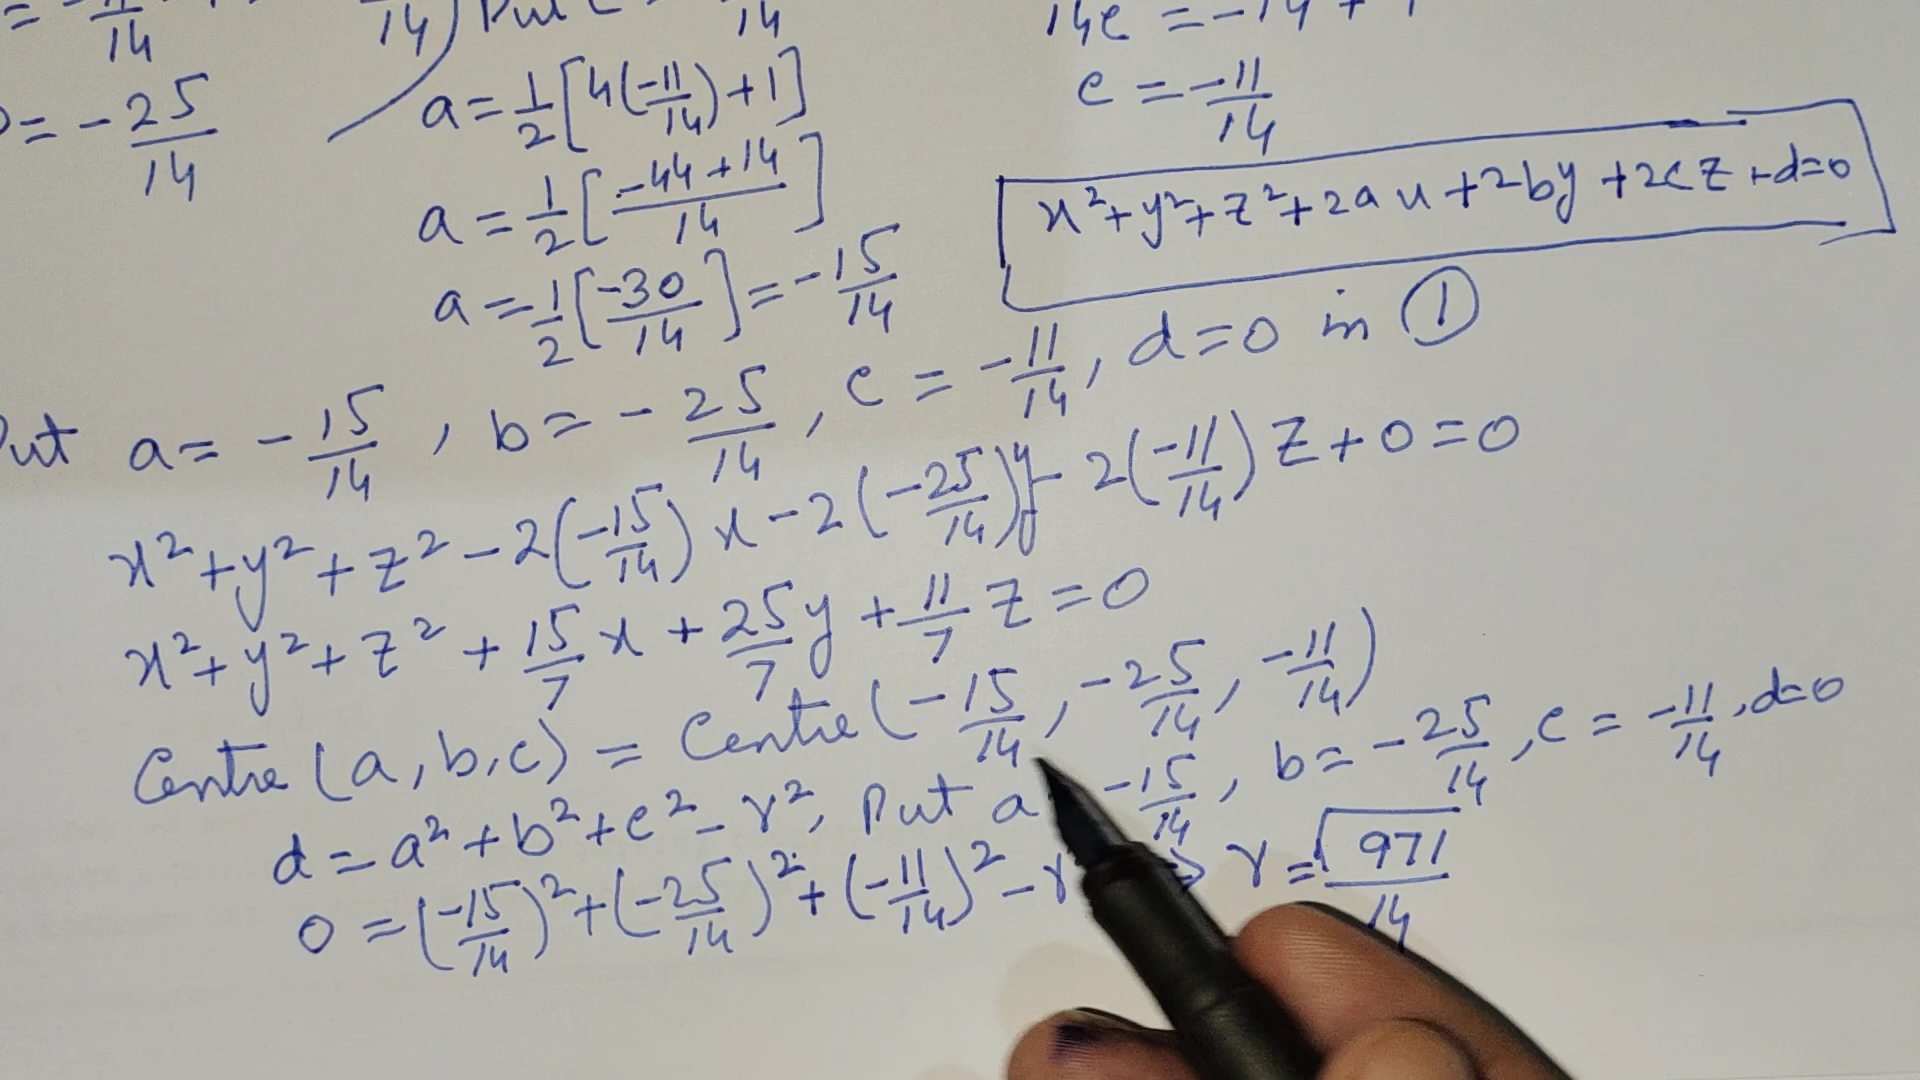 14
14) Put
14
14c = -14 +
= -25/14
a = 1/2 [4(-11/14) + 1]
c = -11/14
a = 1/2 [(-44 + 14)/14]
x² + y² + z² + 2ax + 2by + 2cz + d = 0
a = 1/2 [-30/14] = -15/14
Put a = -15/14, b = -25/14, c = -11/14, d = 0 in ①
x² + y² + z² - 2(-15/14)x - 2(-25/14)y - 2(-11/14)z + 0 = 0
x² + y² + z² + 15/7 x + 25/7 y + 11/7 z = 0
Centre (a, b, c) = Centre (-15/14, -25/14, -11/14)
d = a² + b² + c² - r², Put a -15/14, b = -25/14, c = -11/14, d = 0
0 = (-15/14)² + (-25/14)² + (-11/14)² - r ⇒ r = √971/14